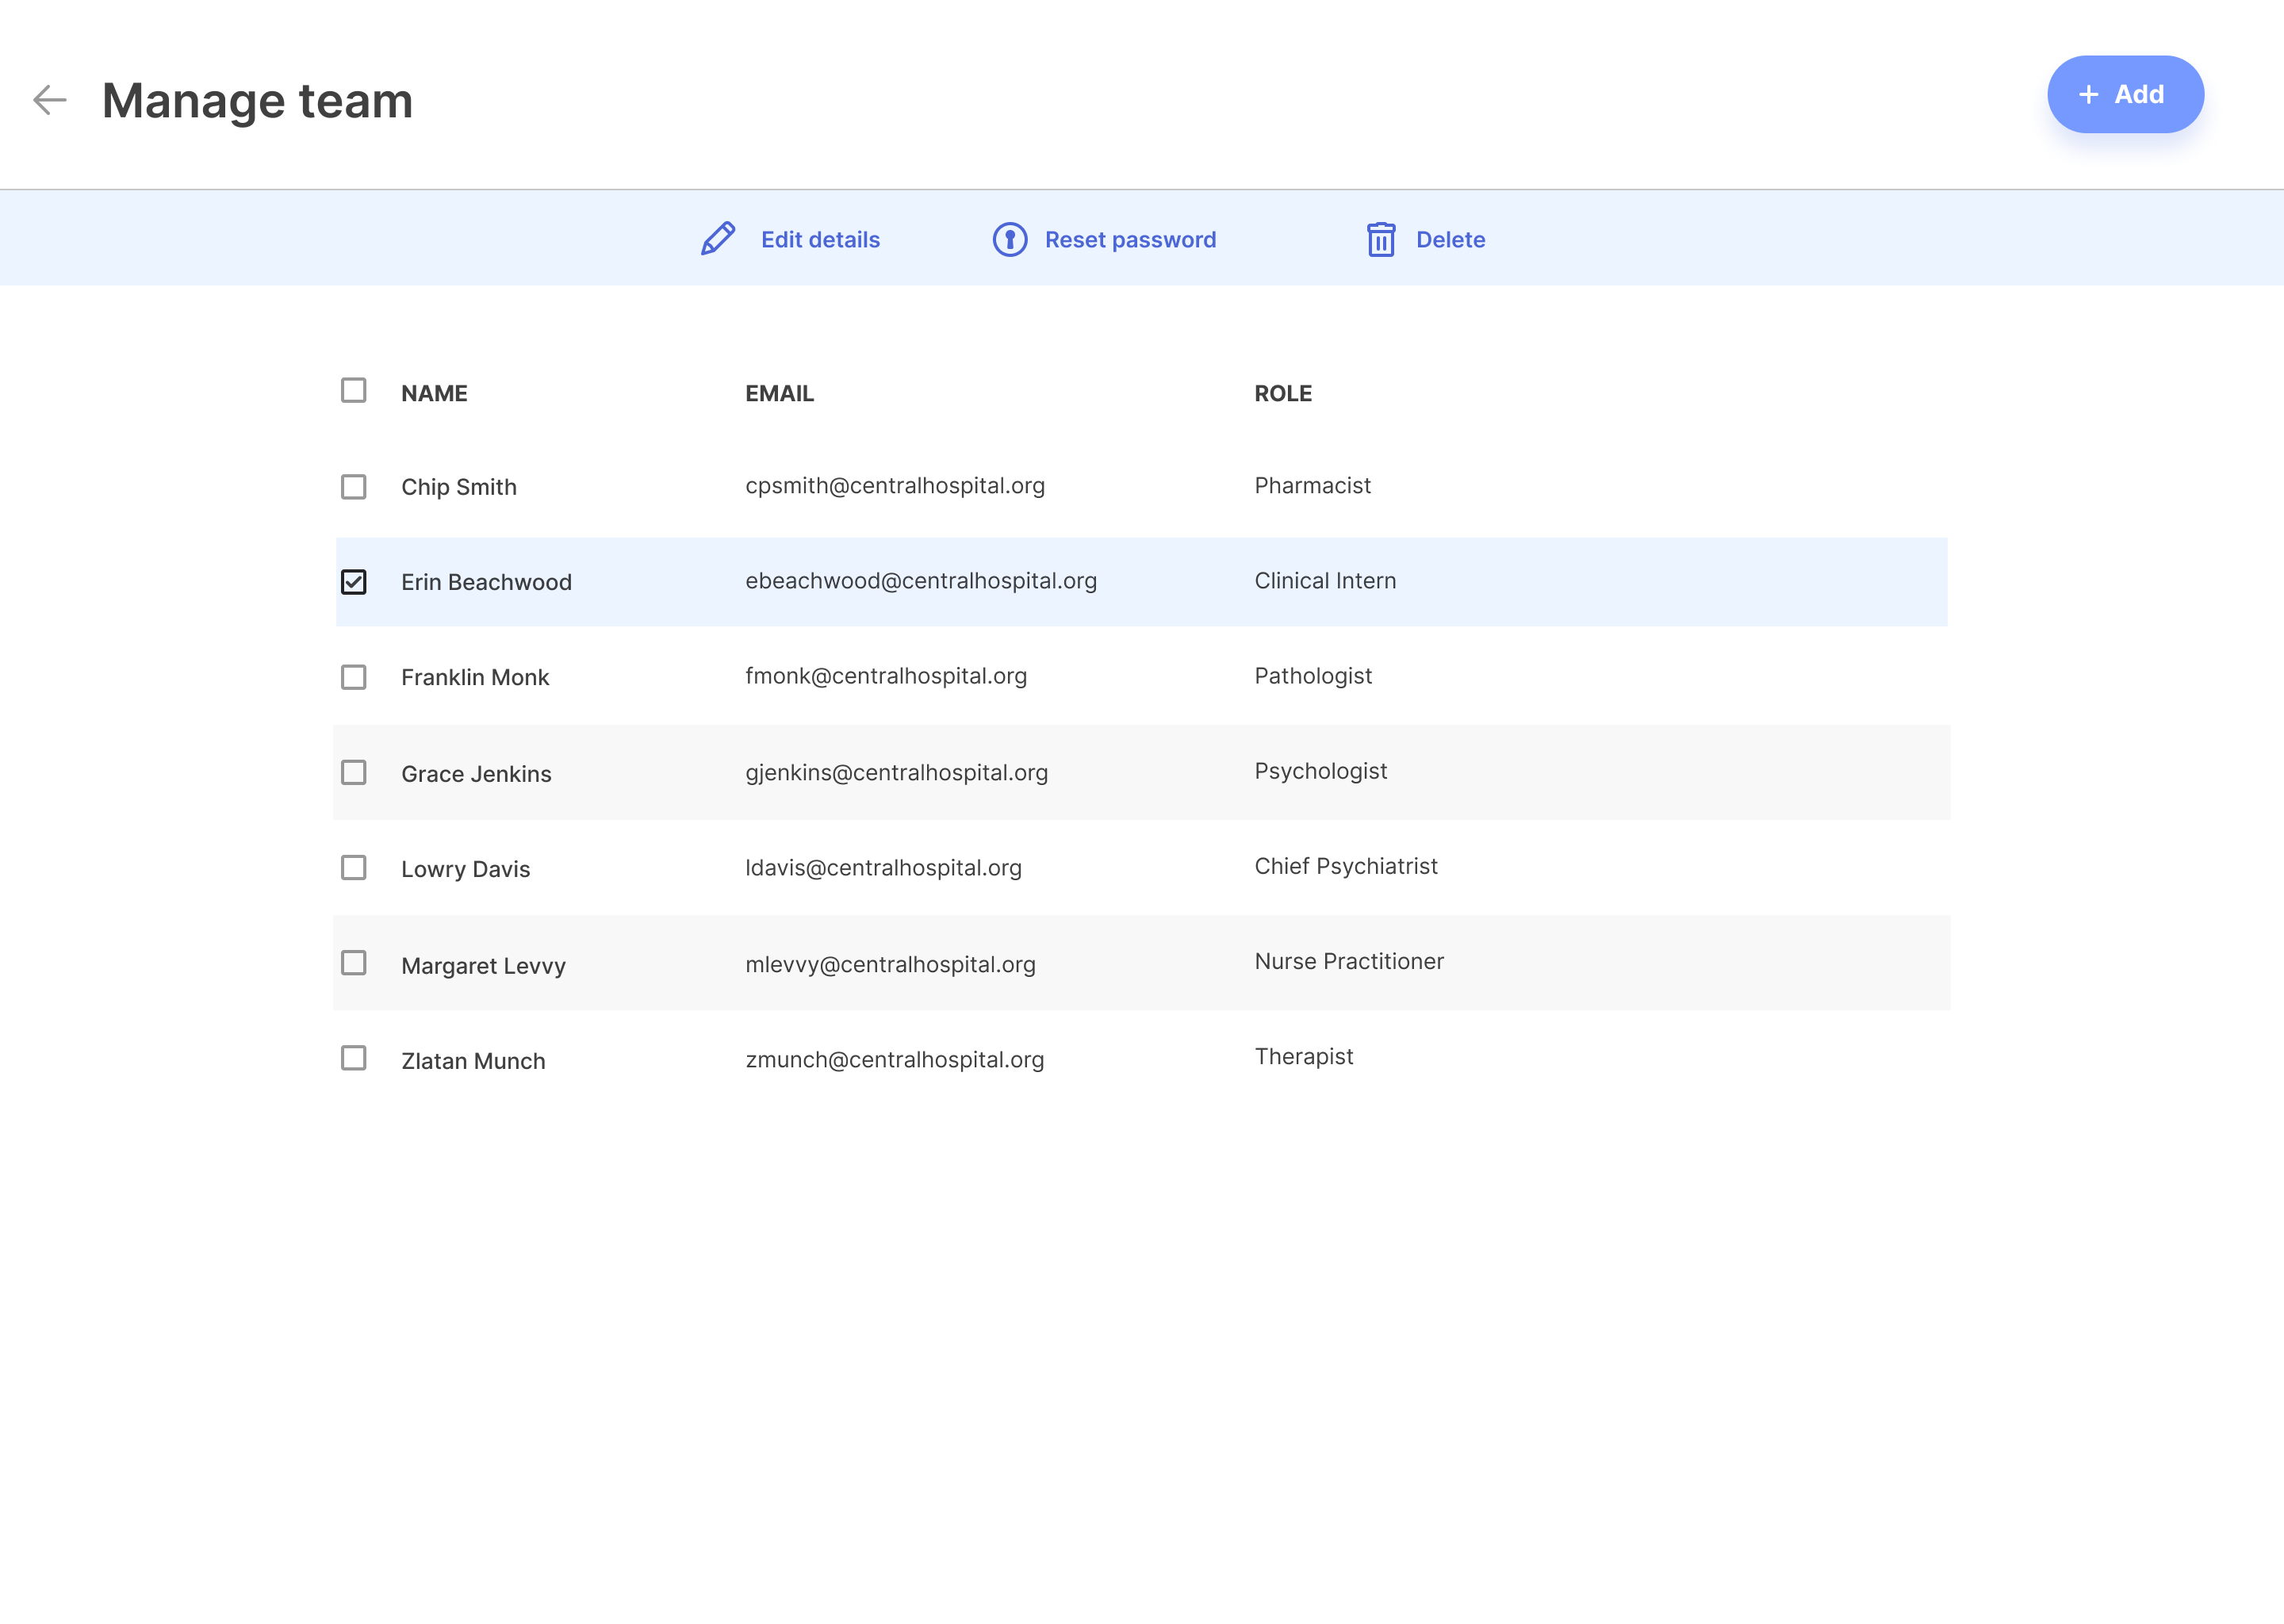 Manage team
+ Add
Edit details Reset password Delete
NAME EMAIL ROLE
Chip Smith cpsmith@centralhospital.org Pharmacist
Erin Beachwood ebeachwood@centralhospital.org Clinical Intern
Franklin Monk fmonk@centralhospital.org Pathologist
Grace Jenkins gjenkins@centralhospital.org Psychologist
Lowry Davis ldavis@centralhospital.org Chief Psychiatrist
Margaret Levvy mlevvy@centralhospital.org Nurse Practitioner
Zlatan Munch zmunch@centralhospital.org Therapist